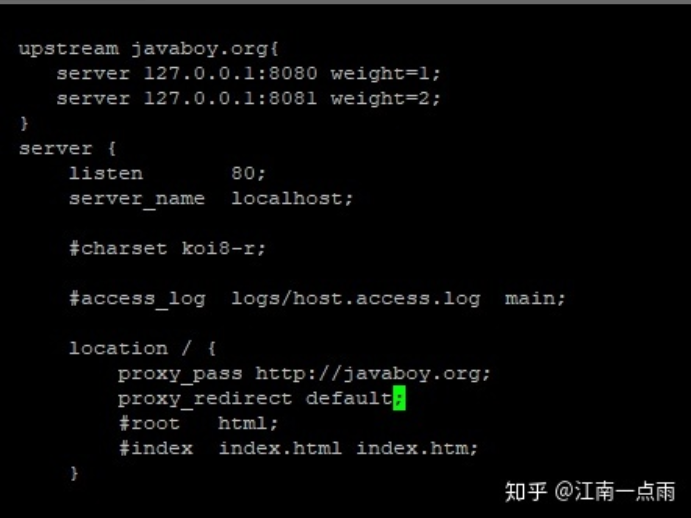 upstream javaboy.org{
   server 127.0.0.1:8080 weight=1;
   server 127.0.0.1:8081 weight=2;
}
server {
    listen       80;
    server_name  localhost;
    #charset koi8-r;
    #access_log  logs/host.access.log  main;
    location / {
        proxy_pass http://javaboy.org;
        proxy_redirect default;
        #root   html;
        #index  index.html index.htm;
    }
知乎 @江南一点雨